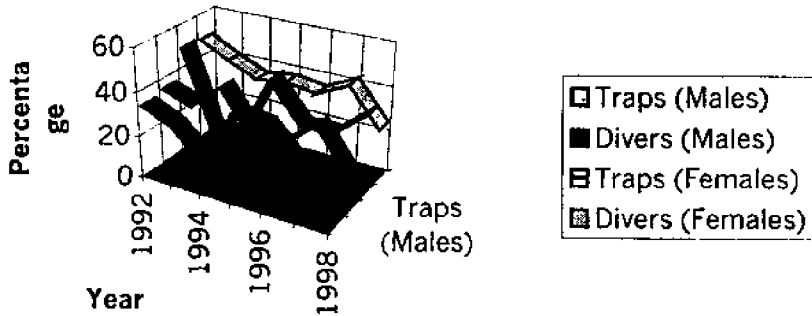 60
40
20
0
Percenta
ge
1992
1994
1996
1998
Year
Traps
(Males)
Traps (Males)
Divers (Males)
Traps (Females)
Divers (Females)